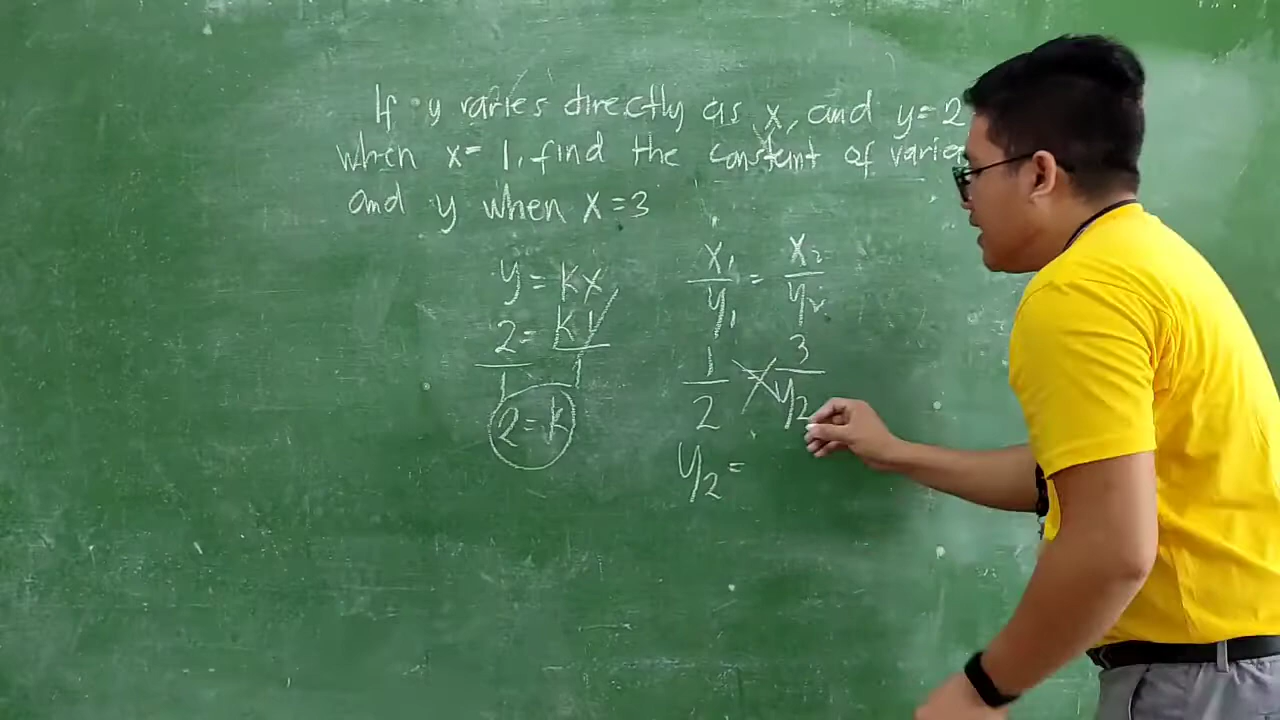 If y varies directly as x, and y=2
when x= 1, find the constant of varia
and y when x=3
y = kx
2 = k1
1 1
2=k
x₁/y₁ = x₂/y₂
1/2 = 3/y₂
y₂ =